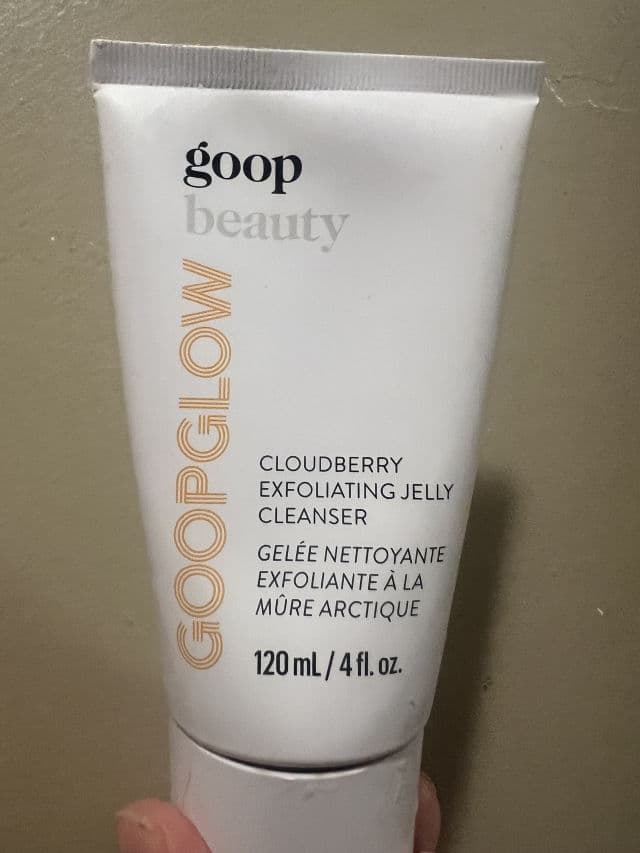 goop
beauty
GOOPGLOW
CLOUDBERRY
EXFOLIATING JELLY
CLEANSER
GELÉE NETTOYANTE
EXFOLIANTE À LA
MÛRE ARCTIQUE
120 mL / 4 fl. oz.